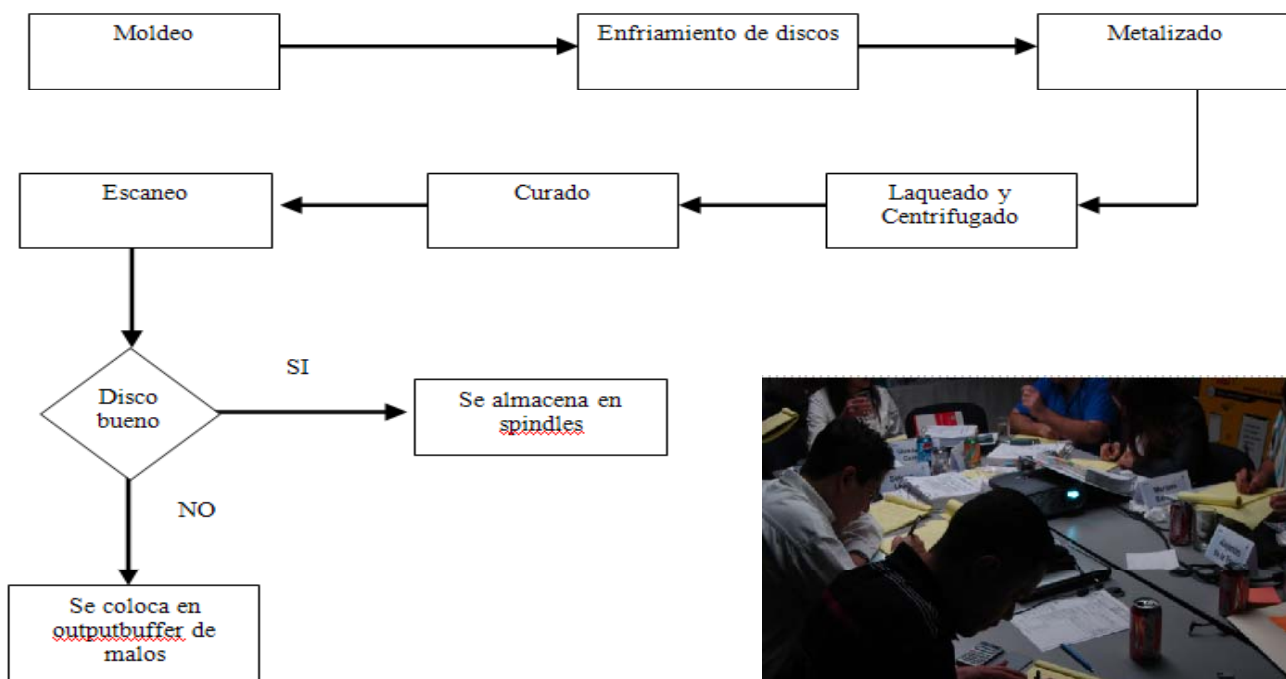 Moldeo
Enfriamiento de discos
Metalizado
Escaneo
Curado
Laqueado y
Centrifugado
Disco
bueno
SI
Se almacena en
spindles
NO
Se coloca en
outputbuffer de
malos